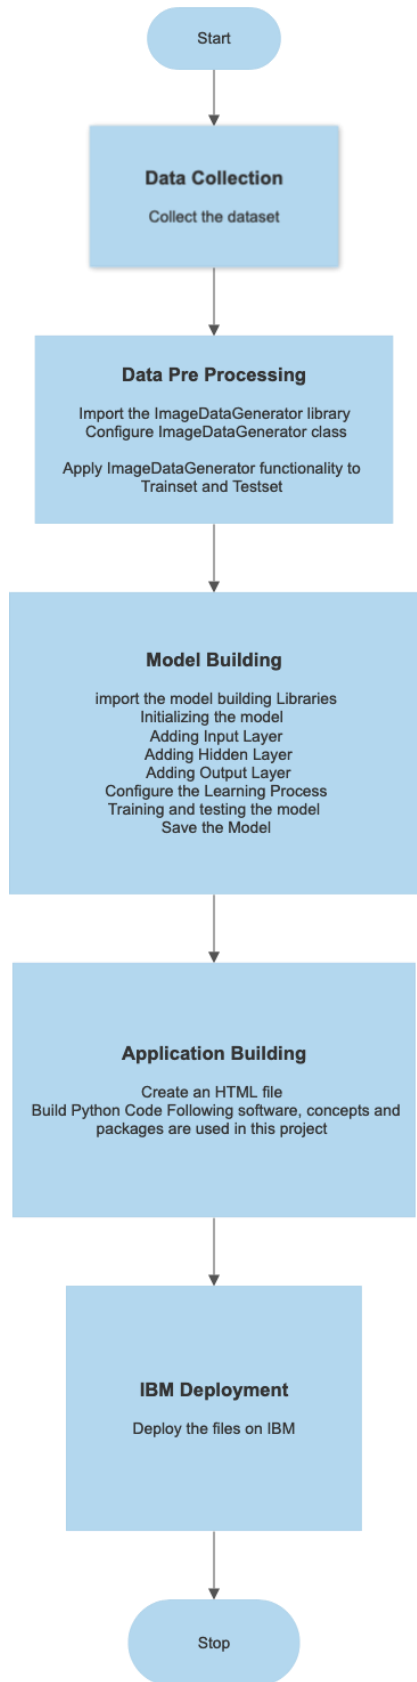 Start
Data Collection
Collect the dataset
Data Pre Processing
Import the ImageDataGenerator library
Configure ImageDataGenerator class
Apply ImageDataGenerator functionality to
Trainset and Testset
Model Building
import the model building Libraries
Initializing the model
Adding Input Layer
Adding Hidden Layer
Adding Output Layer
Configure the Learning Process
Training and testing the model
Save the Model
Application Building
Create an HTML file
Build Python Code Following software, concepts and
packages are used in this project
IBM Deployment
Deploy the files on IBM
Stop